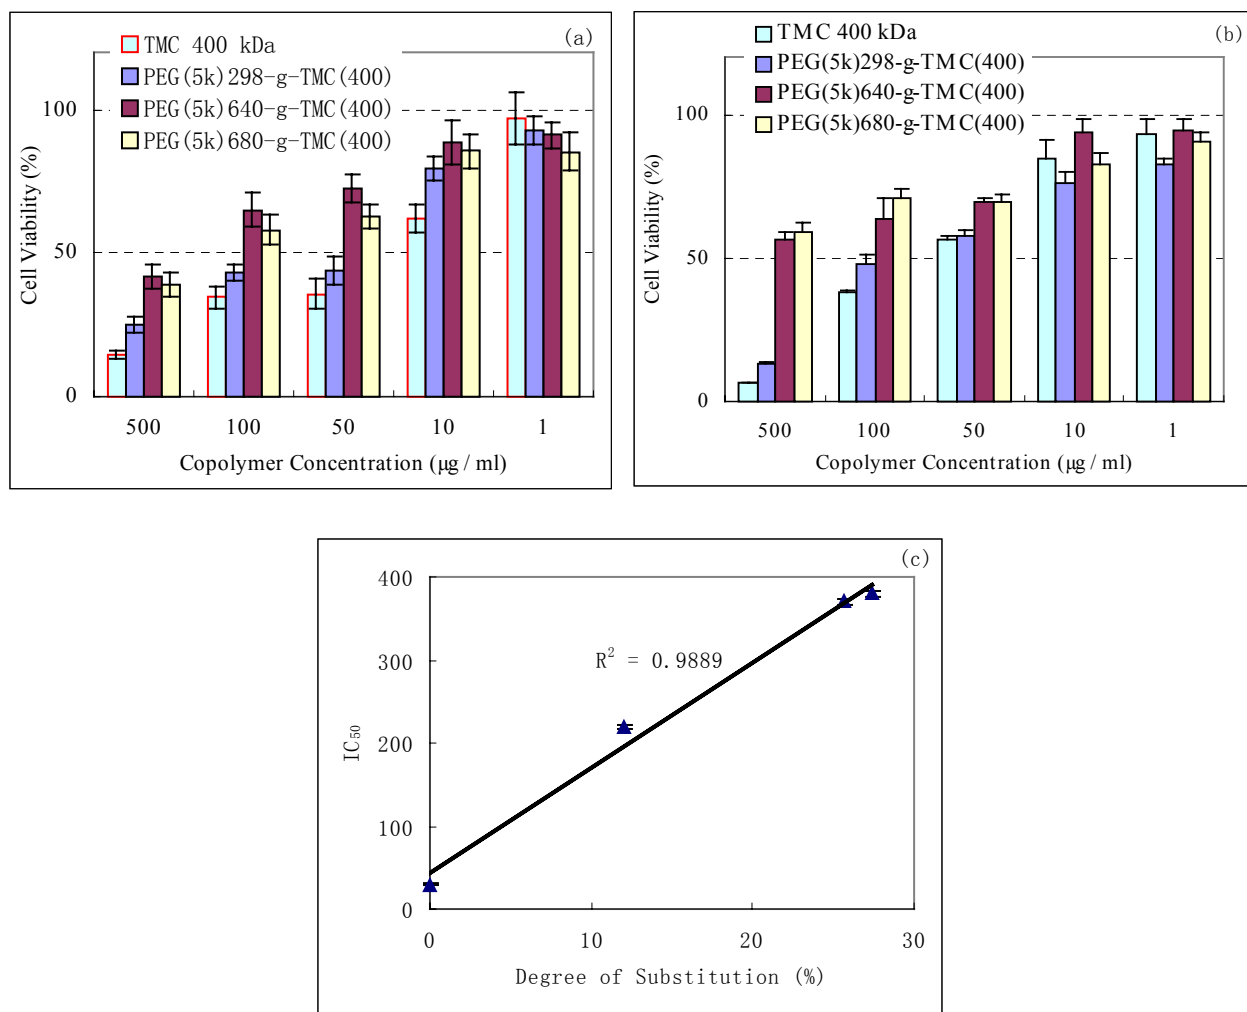 (a)
TMC 400 kDa
PEG(5k)298-g-TMC(400)
PEG(5k)640-g-TMC(400)
PEG(5k)680-g-TMC(400)
Cell Viability (%)
100
50
0
500 100 50 10 1
Copolymer Concentration (μg / ml)
(b)
TMC 400 kDa
PEG(5k)298-g-TMC(400)
PEG(5k)640-g-TMC(400)
PEG(5k)680-g-TMC(400)
Cell Viability (%)
100
50
0
500 100 50 10 1
Copolymer Concentration (μg / ml)
(c)
400
300
200
100
0
IC50
R² = 0.9889
0 10 20 30
Degree of Substitution (%)